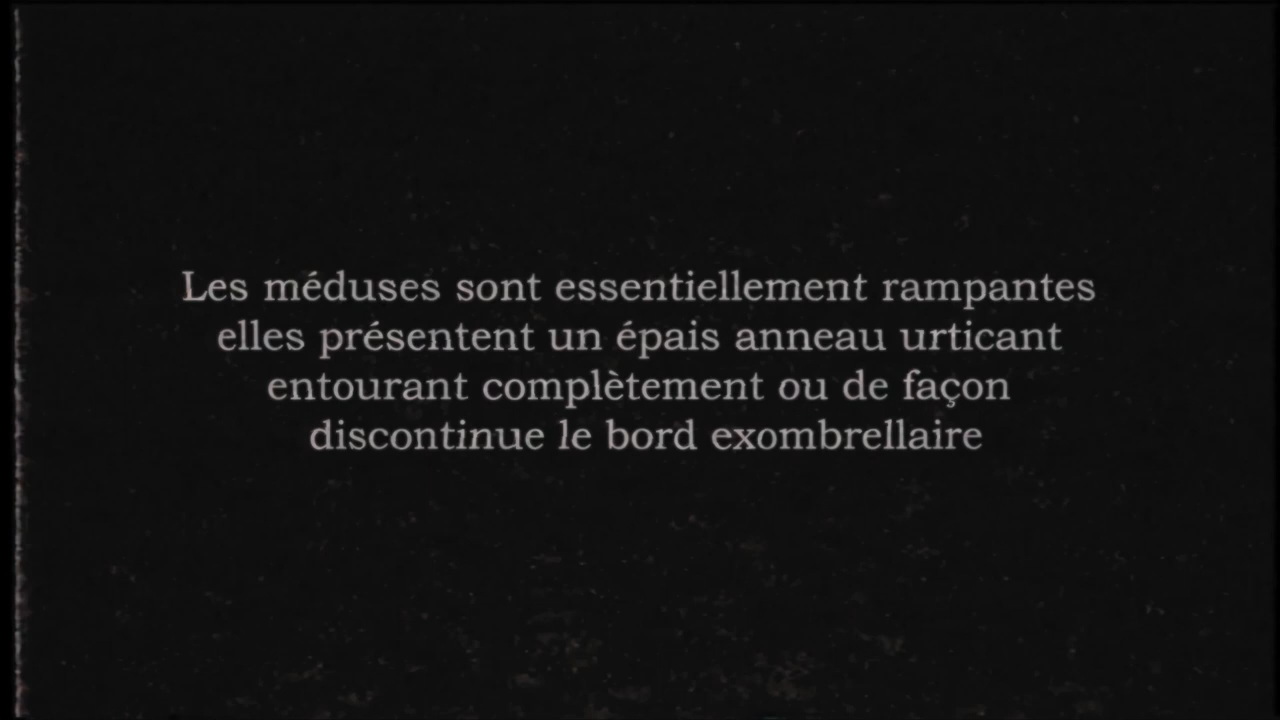 Les méduses sont essentiellement rampantes
elles présentent un épais anneau urticant
entourant complètement ou de façon
discontinue le bord exombrellaire